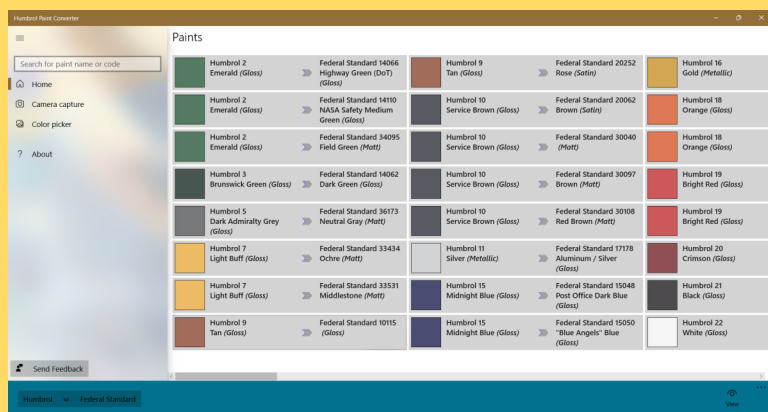 Humbrol Paint Converter
Search for paint name or code
Home
Camera capture
Color picker
? About
Send Feedback
Paints
Humbrol 2
Emerald (Gloss)
Federal Standard 14066
Highway Green (DoT)
(Gloss)
Humbrol 2
Emerald (Gloss)
Federal Standard 14110
NASA Safety Medium
Green (Gloss)
Humbrol 2
Emerald (Gloss)
Federal Standard 34095
Field Green (Matt)
Humbrol 3
Brunswick Green (Gloss)
Federal Standard 14062
Dark Green (Gloss)
Humbrol 5
Dark Admiralty Grey
(Gloss)
Federal Standard 36173
Neutral Gray (Matt)
Humbrol 7
Light Buff (Gloss)
Federal Standard 33434
Ochre (Matt)
Humbrol 7
Light Buff (Gloss)
Federal Standard 33531
Middlestone (Matt)
Humbrol 9
Tan (Gloss)
Federal Standard 10115
(Gloss)
Humbrol 9
Tan (Gloss)
Federal Standard 20252
Rose (Satin)
Humbrol 10
Service Brown (Gloss)
Federal Standard 20062
Brown (Satin)
Humbrol 10
Service Brown (Gloss)
Federal Standard 30040
(Matt)
Humbrol 10
Service Brown (Gloss)
Federal Standard 30097
Brown (Matt)
Humbrol 10
Service Brown (Gloss)
Federal Standard 30108
Red Brown (Matt)
Humbrol 11
Silver (Metallic)
Federal Standard 17178
Aluminum / Silver
(Gloss)
Humbrol 15
Midnight Blue (Gloss)
Federal Standard 15048
Post Office Dark Blue
(Gloss)
Humbrol 15
Midnight Blue (Gloss)
Federal Standard 15050
"Blue Angels" Blue
(Gloss)
Humbrol 16
Gold (Metallic)
Humbrol 18
Orange (Gloss)
Humbrol 18
Orange (Gloss)
Humbrol 19
Bright Red (Gloss)
Humbrol 19
Bright Red (Gloss)
Humbrol 20
Crimson (Gloss)
Humbrol 21
Black (Gloss)
Humbrol 22
White (Gloss)
Humbrol
Federal Standard
View